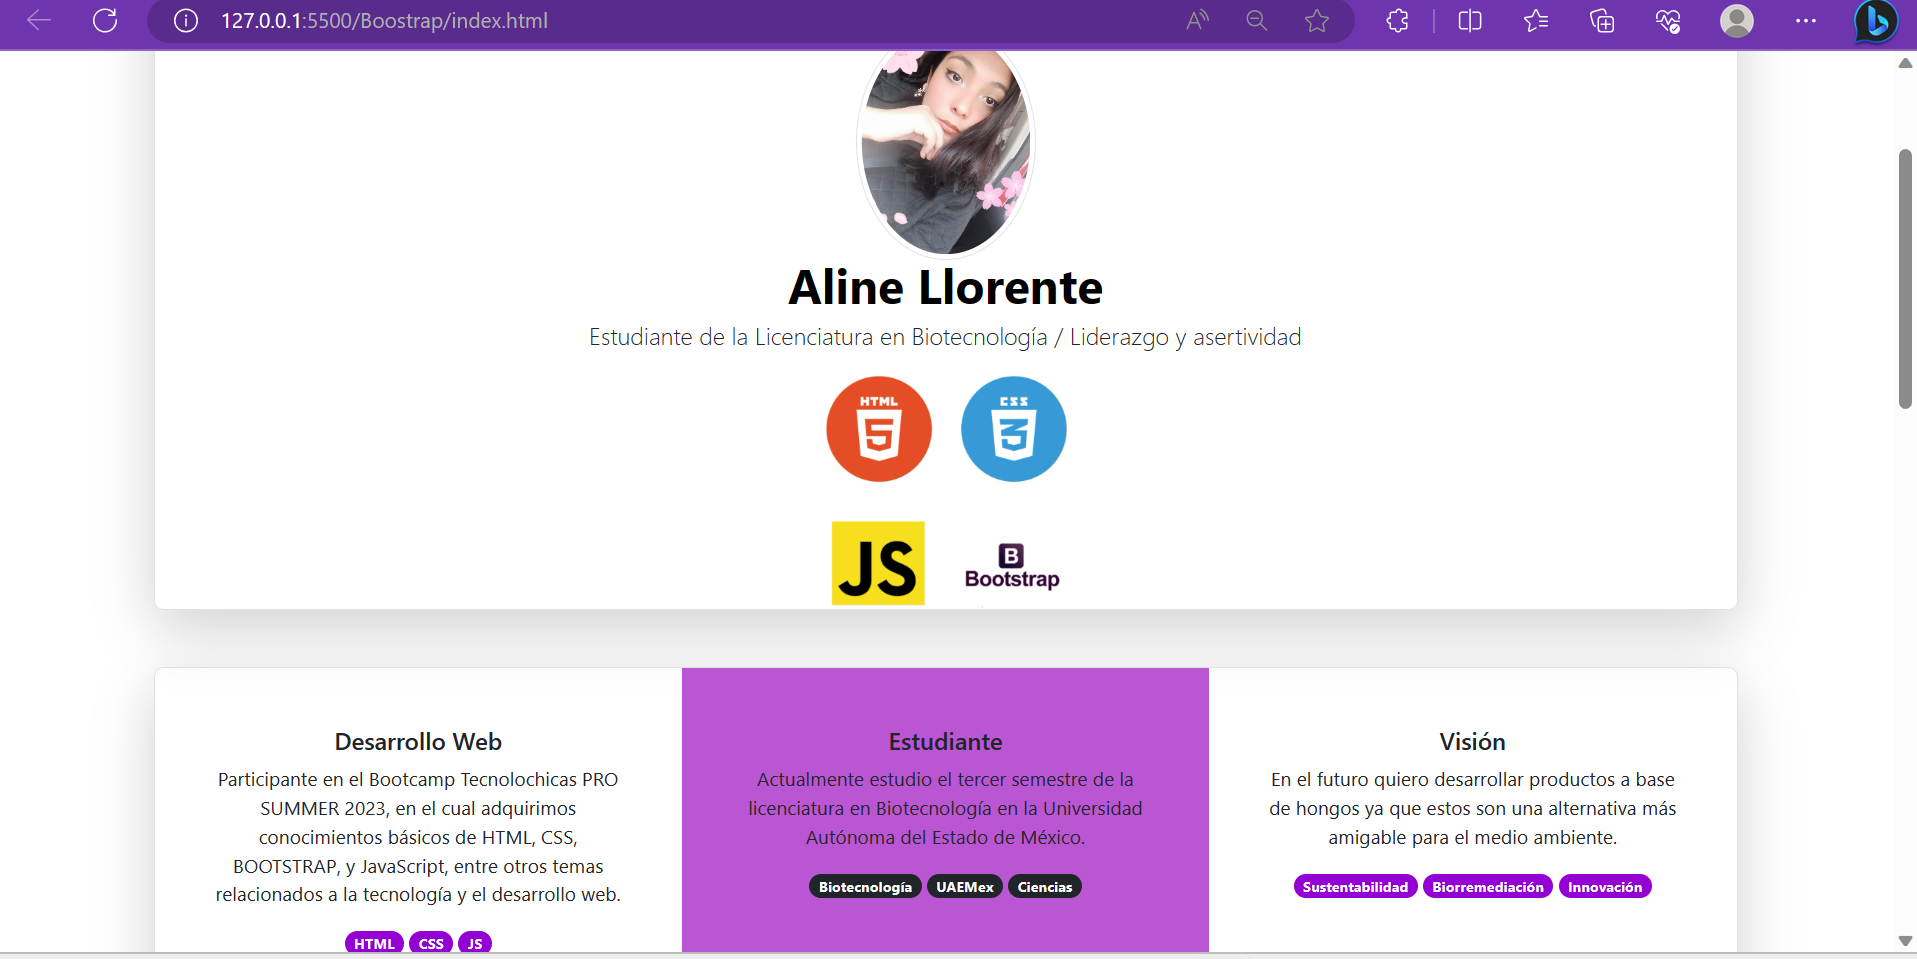 127.0.0.1:5500/Boostrap/index.html
Aline Llorente
Estudiante de la Licenciatura en Biotecnología / Liderazgo y asertividad
HTML
5
CSS
3
JS
B
Bootstrap
Desarrollo Web
Participante en el Bootcamp Tecnolochicas PRO
SUMMER 2023, en el cual adquirimos
conocimientos básicos de HTML, CSS,
BOOTSTRAP, y JavaScript, entre otros temas
relacionados a la tecnología y el desarrollo web.
HTML CSS JS
Estudiante
Actualmente estudio el tercer semestre de la
licenciatura en Biotecnología en la Universidad
Autónoma del Estado de México.
Biotecnología UAEMex Ciencias
Visión
En el futuro quiero desarrollar productos a base
de hongos ya que estos son una alternativa más
amigable para el medio ambiente.
Sustentabilidad Biorremediación Innovación